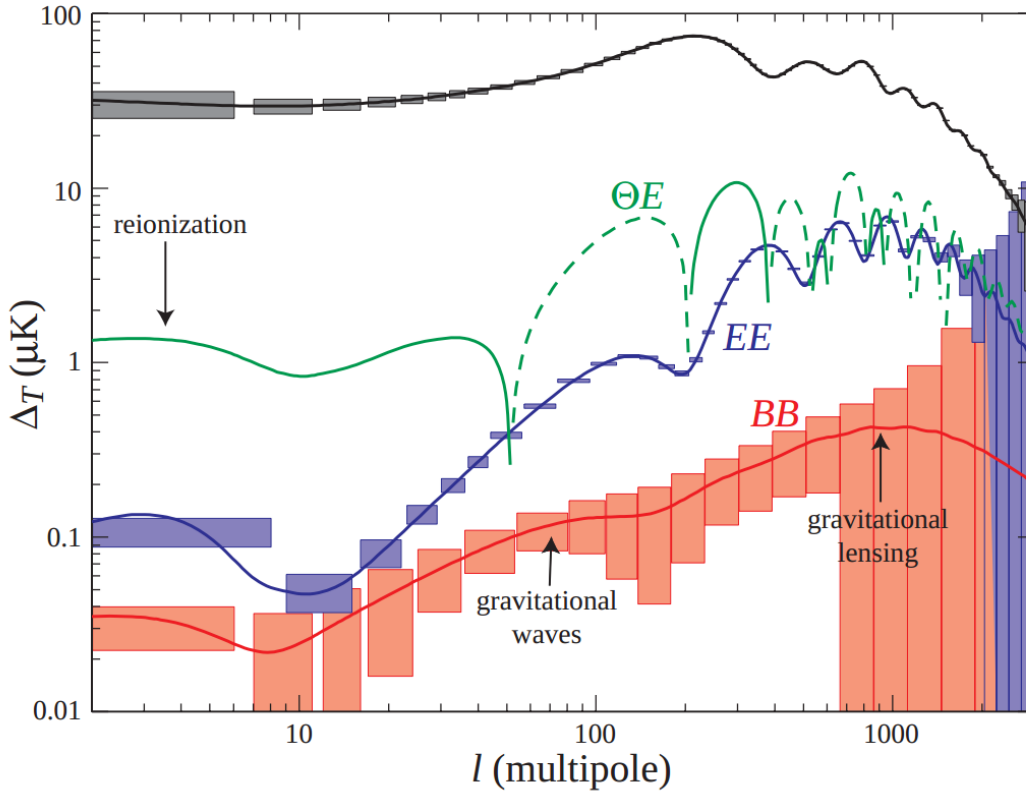 100
10
1
0.1
0.01
Δ_T (μK)
reionization
ΘE
EE
BB
gravitational
waves
gravitational
lensing
10 100 1000
l (multipole)